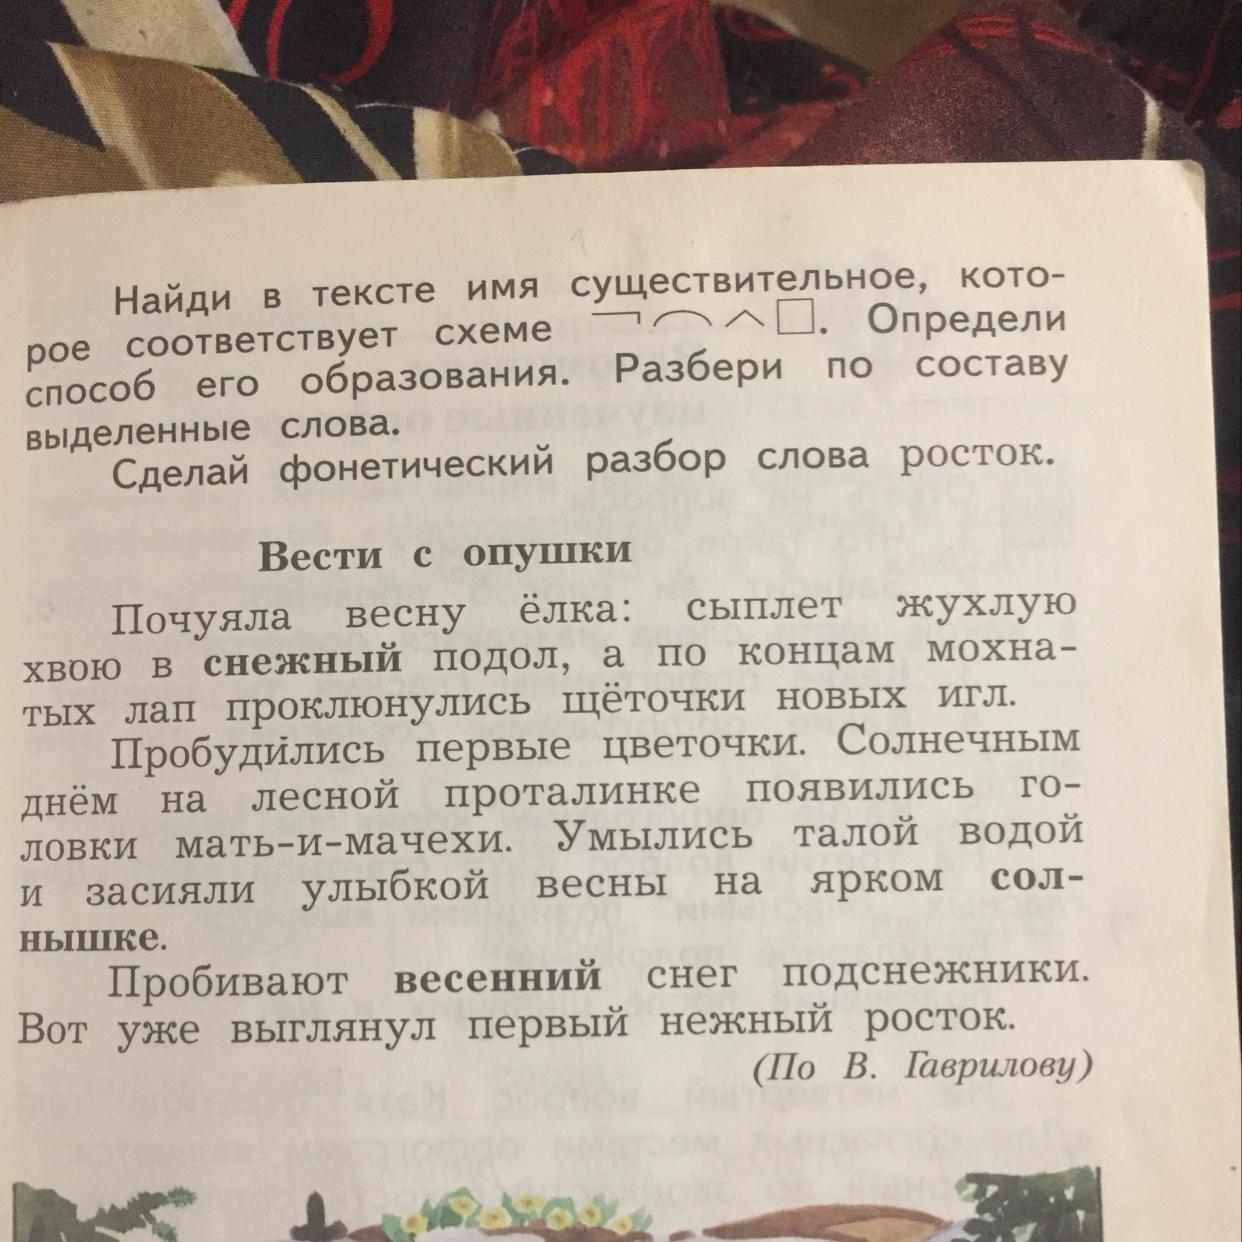 Найди в тексте имя существительное, кото-
рое соответствует схеме . Определи
способ его образования. Разбери по составу
выделенные слова.
Сделай фонетический разбор слова росток.
Вести с опушки
Почуяла весну ёлка: сыплет жухлую
хвою в снежный подол, а по концам мохна-
тых лап проклюнулись щёточки новых игл.
Пробуди́лись первые цветочки. Солнечным
днём на лесной проталинке появились го-
ловки мать-и-мачехи. Умылись талой водой
и засияли улыбкой весны на ярком сол-
нышке.
Пробивают весенний снег подснежники.
Вот уже выглянул первый нежный росток.
(По В. Гаврилову)